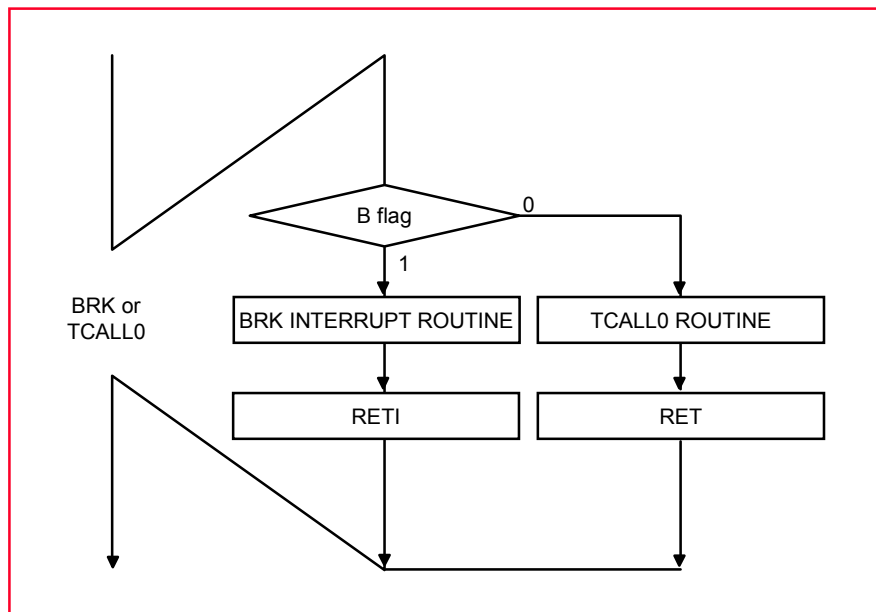 B flag
0
1
BRK or
TCALL0
BRK INTERRUPT ROUTINE
TCALL0 ROUTINE
RETI
RET